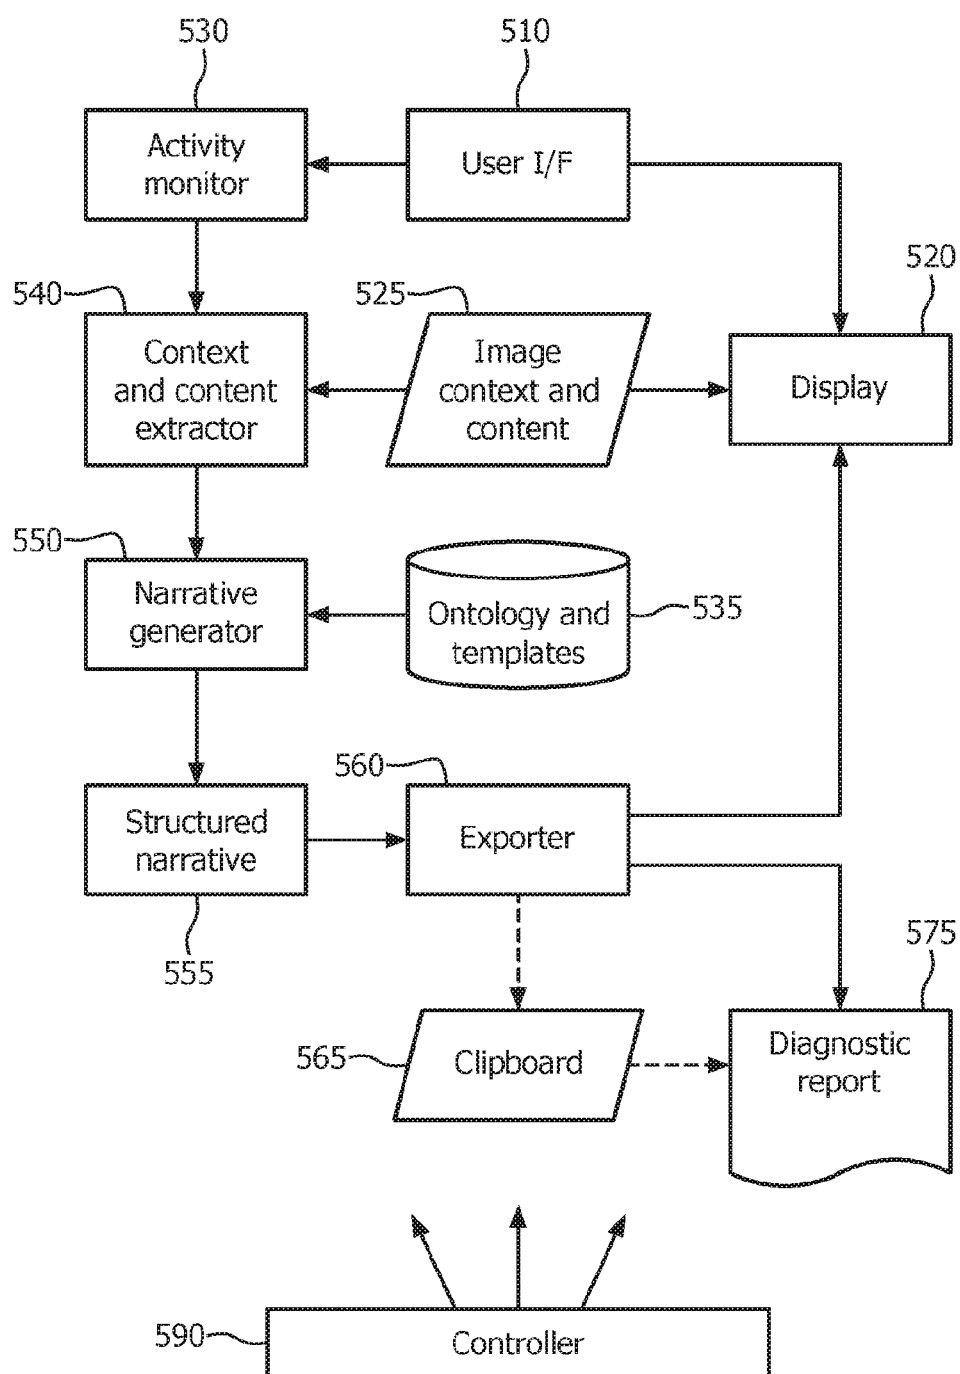 530
510
Activity
monitor
User I/F
520
540
525
Context
and content
extractor
Image
context and
content
Display
550
Narrative
generator
Ontology and
templates
535
560
Structured
narrative
Exporter
555
575
565
Clipboard
Diagnostic
report
590
Controller